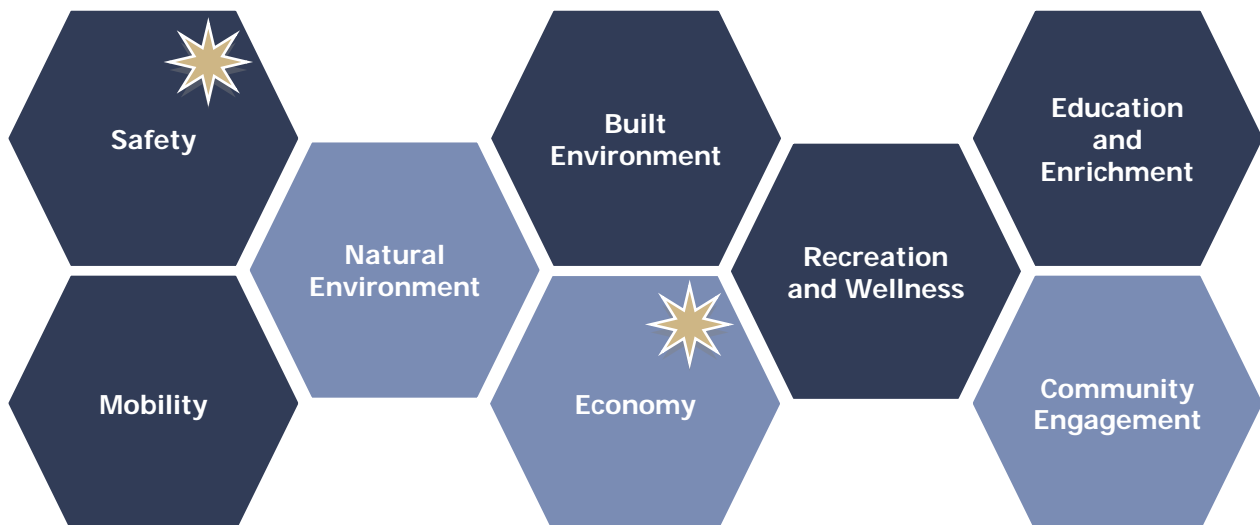 Safety
Mobility
Natural
Environment
Built
Environment
Economy
Recreation
and Wellness
Education
and
Enrichment
Community
Engagement